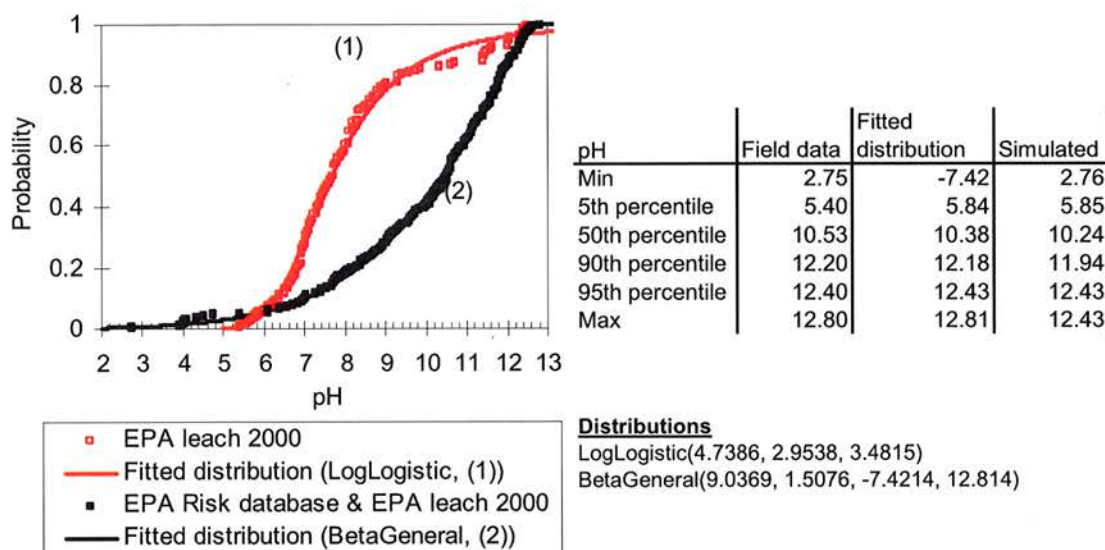 1
0.8
0.6
0.4
0.2
0
Probability
(1)
(2)
2 3 4 5 6 7 8 9 10 11 12 13
pH
EPA leach 2000
Fitted distribution (LogLogistic, (1))
EPA Risk database & EPA leach 2000
Fitted distribution (BetaGeneral, (2))
pH Field data Fitted distribution Simulated
Min 2.75 -7.42 2.76
5th percentile 5.40 5.84 5.85
50th percentile 10.53 10.38 10.24
90th percentile 12.20 12.18 11.94
95th percentile 12.40 12.43 12.43
Max 12.80 12.81 12.43
Distributions
LogLogistic(4.7386, 2.9538, 3.4815)
BetaGeneral(9.0369, 1.5076, -7.4214, 12.814)